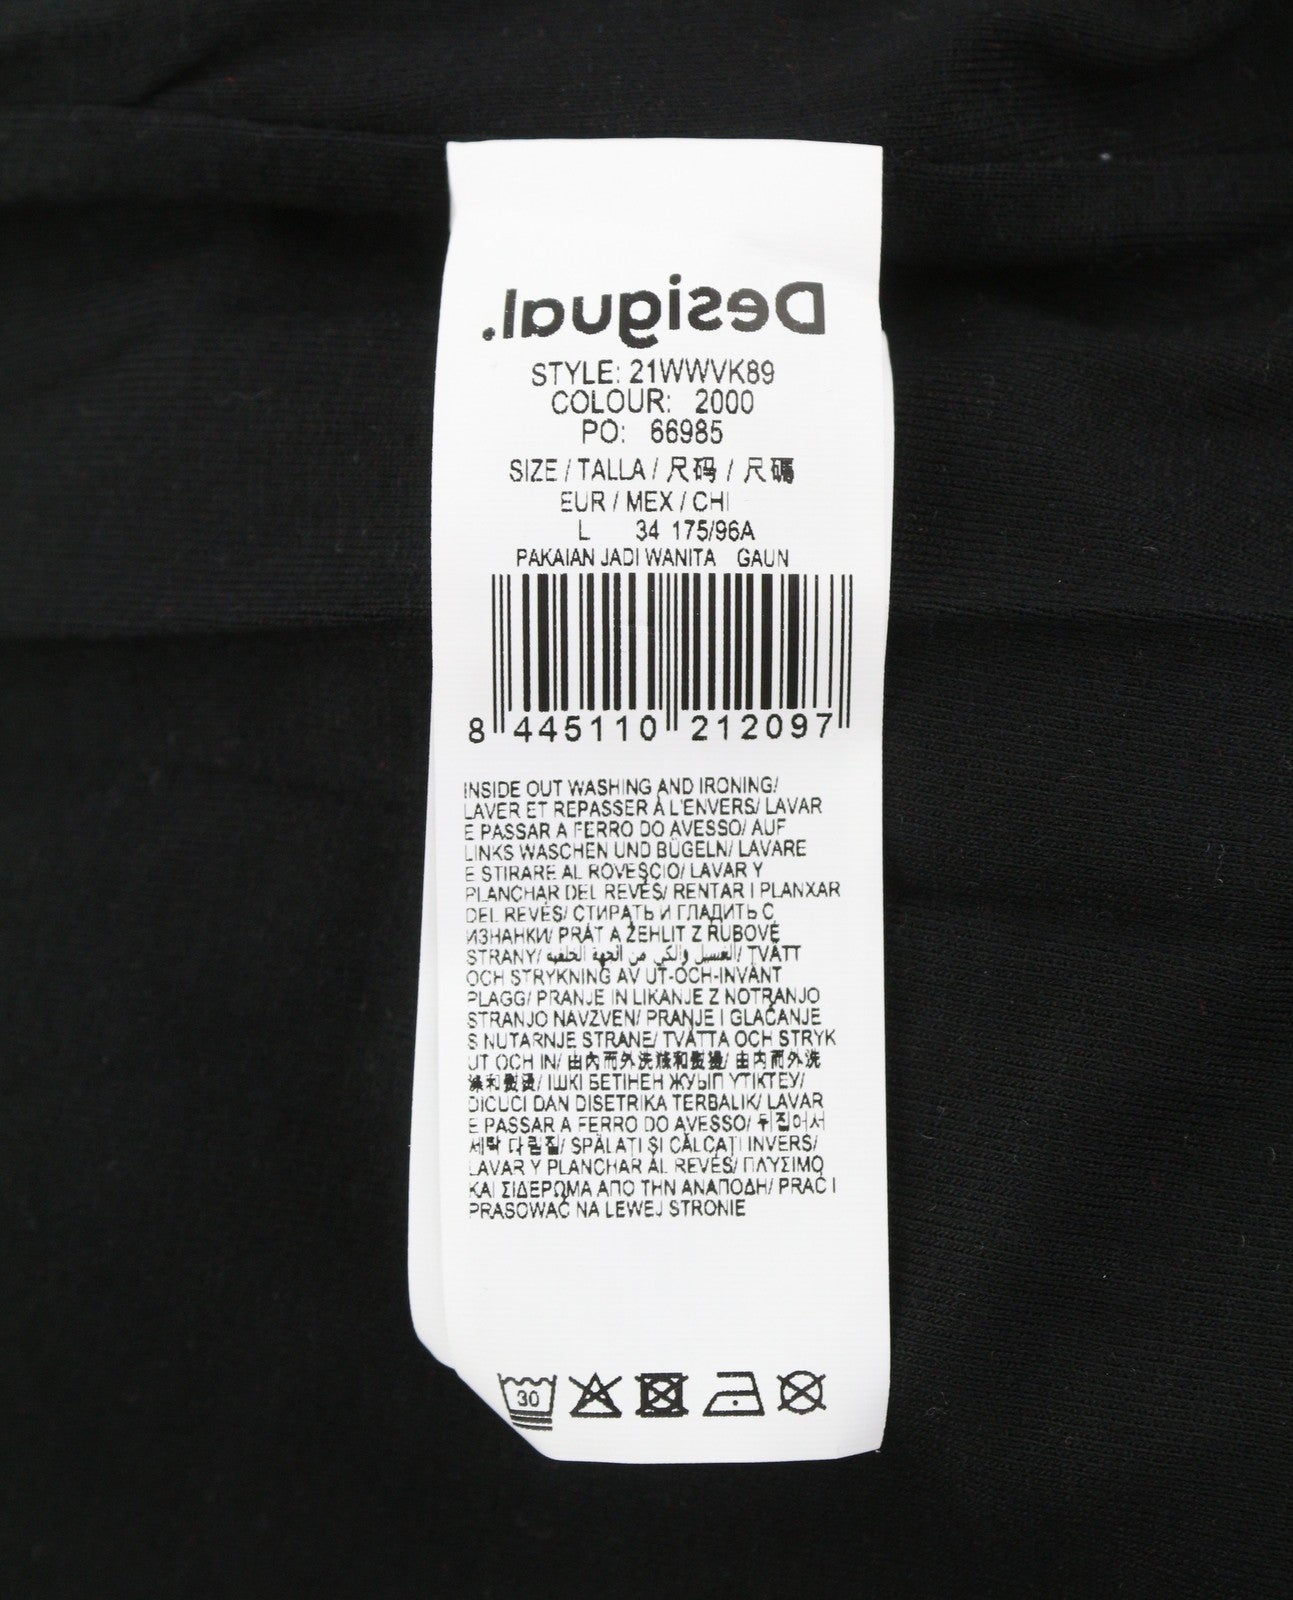 Desigual.
STYLE: 21WWVK89
COLOUR: 2000
PO: 66985
SIZE / TALLA / 尺码 / 尺碼
EUR / MEX / CHI
L 34 175/96A
PAKAIAN JADI WANITA GAUN
8 445110 212097
INSIDE OUT WASHING AND IRONING/
LAVER ET REPASSER À L'ENVERS/ LAVAR
E PASSAR A FERRO DO AVESSO/ AUF
LINKS WASCHEN UND BÜGELN/ LAVARE
E STIRARE AL ROVESCIO/ LAVAR Y
PLANCHAR DEL REVÉS/ RENTAR I PLANXAR
DEL REVÉS/ СТИРАТЬ И ГЛАДИТЬ С
ИЗНАНКИ/ PRÁT A ŽEHLIT Z RUBOVÉ
STRANY/ الغسيل والكي من الجهة الخلفية/ TVÄTT
OCH STRYKNING AV UT-OCH-INVÄNT
PLAGG/ PRANJE IN LIKANJE Z NOTRANJO
STRANJO NAVZVEN/ PRANJE I GLAČANJE
S NUTARNJE STRANE/ TVÄTTA OCH STRYK
UT OCH IN/ 由內而外洗滌和熨燙/ 由内而外洗
滌和熨燙/ ІШКІ БЕТІНЕН ЖУЫП ҮТІКТЕУ/
DICUCI DAN DISETRIKA TERBALIK/ LAVAR
E PASSAR A FERRO DO AVESSO/ 뒤집어서
세탁 다림질/ SPĂLAȚI ȘI CĂLCAȚI INVERS/
LAVAR Y PLANCHAR AL REVÉS/ ΠΛΥΣΙΜΟ
ΚΑΙ ΣΙΔΕΡΩΜΑ ΑΠΟ ΤΗΝ ΑΝΑΠΟΔΗ/ PRAĆ I
PRASOWAĆ NA LEWEJ STRONIE
30